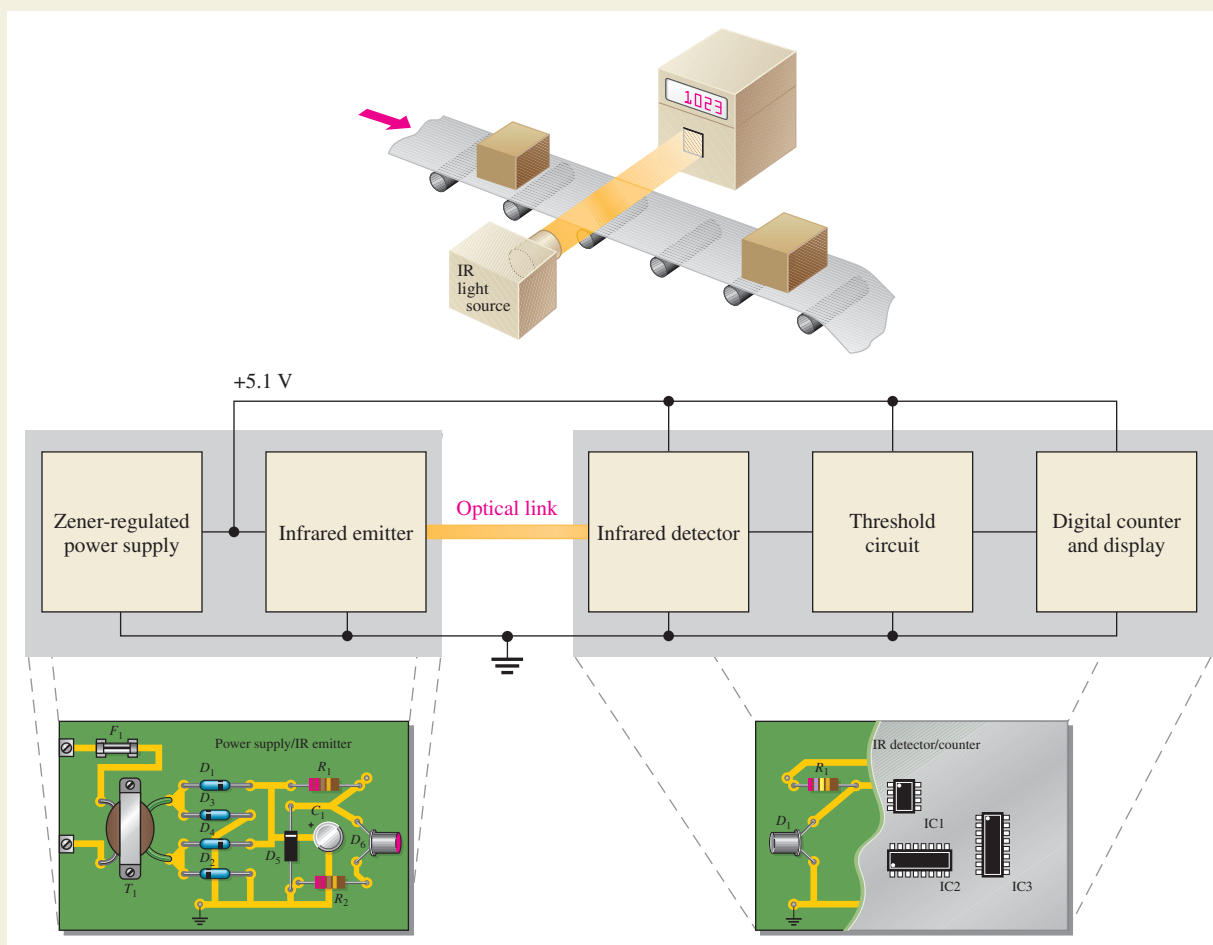 1023
IR
light
source
+5.1 V
Zener-regulated
power supply
Infrared emitter
Optical link
Infrared detector
Threshold
circuit
Digital counter
and display
F1
Power supply/IR emitter
D1
R1
D3
C1
+
D4
D6
D2
D5
R2
T1
IR detector/counter
R1
D1
IC1
IC2
IC3